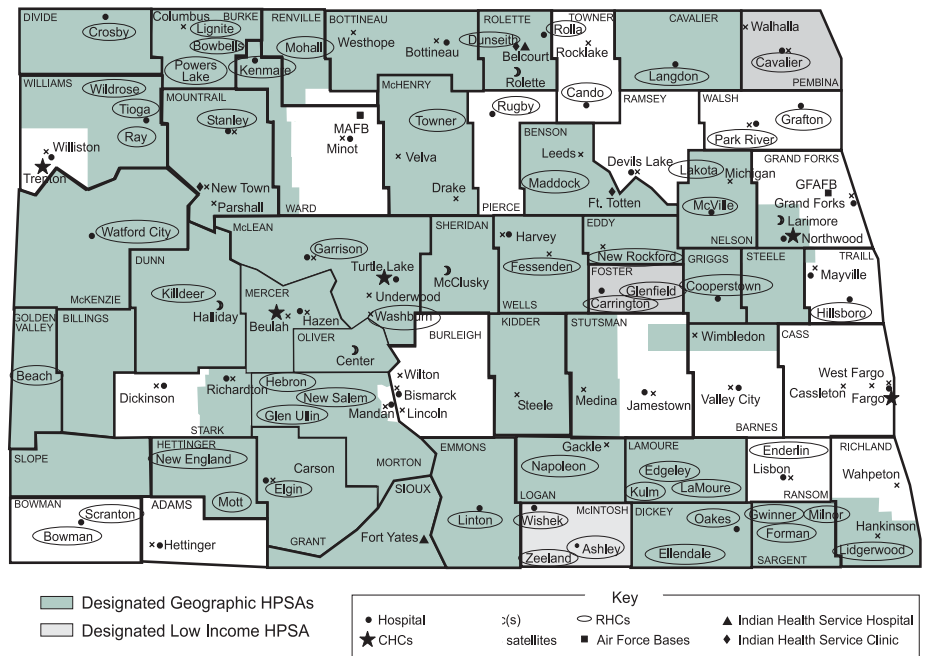 DIVIDE
Crosby
Columbus
BURKE
Lignite
Bowbells
Powers
Lake
RENVILLE
Mohall
Kenmare
BOTTINEAU
Westhope
Bottineau
ROLETTE
Dunseith
Rolla
Belcourt
Rolette
TOWNER
Rocklake
Cando
CAVALIER
Langdon
Walhalla
Cavalier
PEMBINA
WILLIAMS
Wildrose
Tioga
Ray
Williston
Trenton
MOUNTRAIL
Stanley
New Town
Parshall
WARD
MAFB
Minot
McHENRY
Towner
Velva
Drake
Rugby
PIERCE
BENSON
Leeds
Maddock
Ft. Totten
RAMSEY
Devils Lake
WALSH
Grafton
Park River
Lakota
Michigan
McVille
NELSON
GRAND FORKS
GFAFB
Grand Forks
Larimore
Northwood
Watford City
McKENZIE
DUNN
Killdeer
Halliday
McLEAN
Garrison
Turtle Lake
Underwood
Washburn
MERCER
Beulah
Hazen
OLIVER
Center
SHERIDAN
McClusky
Harvey
Fessenden
WELLS
EDDY
New Rockford
FOSTER
Glenfield
Carrington
GRIGGS
Cooperstown
STEELE
TRAILL
Mayville
Hillsboro
GOLDEN
VALLEY
Beach
BILLINGS
Dickinson
Richardton
STARK
Hebron
New Salem
Glen Ullin
Mandan
MORTON
BURLEIGH
Wilton
Bismarck
Lincoln
KIDDER
Steele
STUTSMAN
Medina
Jamestown
Wimbledon
Valley City
BARNES
CASS
West Fargo
Cassleton
Fargo
SLOPE
HETTINGER
New England
Mott
BOWMAN
Scranton
Bowman
ADAMS
Hettinger
Carson
Elgin
GRANT
SIOUX
Fort Yates
EMMONS
Linton
Gackle
Napoleon
LOGAN
McINTOSH
Wishek
Ashley
Zeeland
LAMOURE
Edgeley
Kulm
LaMoure
DICKEY
Oakes
Ellendale
Enderlin
Lisbon
RANSOM
Gwinner
Milnor
Forman
SARGENT
RICHLAND
Wahpeton
Hankinson
Lidgerwood
Designated Geographic HPSAs
Designated Low Income HPSA
Key
Hospital
:(s)
RHCs
Indian Health Service Hospital
CHCs
satellites
Air Force Bases
Indian Health Service Clinic